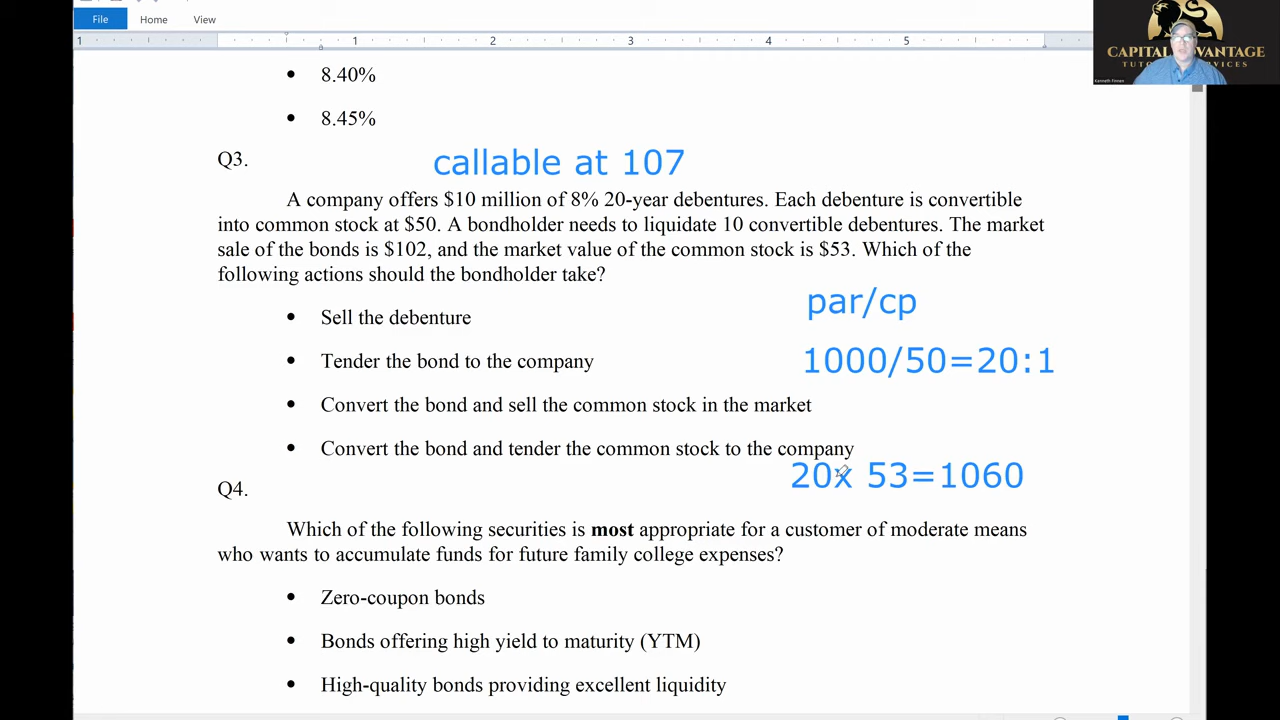 File Home View
1 1 2 3 4 5
CAPITAL ADVANTAGE
8.40%
8.45%
Q3.
callable at 107
A company offers $10 million of 8% 20-year debentures. Each debenture is convertible
into common stock at $50. A bondholder needs to liquidate 10 convertible debentures. The market
sale of the bonds is $102, and the market value of the common stock is $53. Which of the
following actions should the bondholder take?
par/cp
Sell the debenture
Tender the bond to the company
1000/50=20:1
Convert the bond and sell the common stock in the market
Convert the bond and tender the common stock to the company
20x 53=1060
Q4.
Which of the following securities is most appropriate for a customer of moderate means
who wants to accumulate funds for future family college expenses?
Zero-coupon bonds
Bonds offering high yield to maturity (YTM)
High-quality bonds providing excellent liquidity